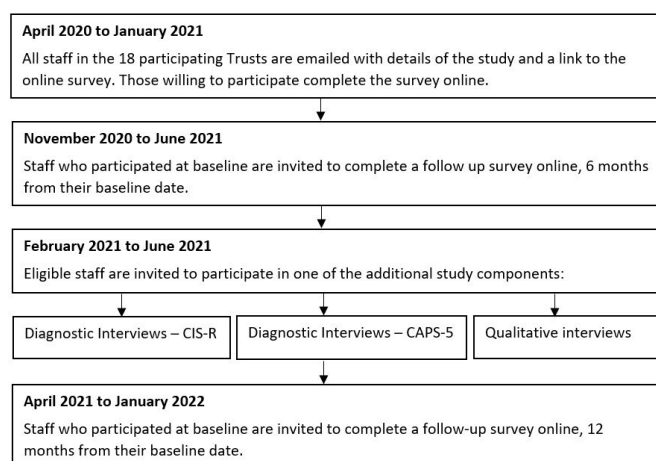 April 2020 to January 2021
All staff in the 18 participating Trusts are emailed with details of the study and a link to the
online survey. Those willing to participate complete the survey online.
November 2020 to June 2021
Staff who participated at baseline are invited to complete a follow up survey online, 6 months
from their baseline date.
February 2021 to June 2021
Eligible staff are invited to participate in one of the additional study components:
Diagnostic Interviews – CIS-R
Diagnostic Interviews – CAPS-5
Qualitative interviews
April 2021 to January 2022
Staff who participated at baseline are invited to complete a follow-up survey online, 12
months from their baseline date.